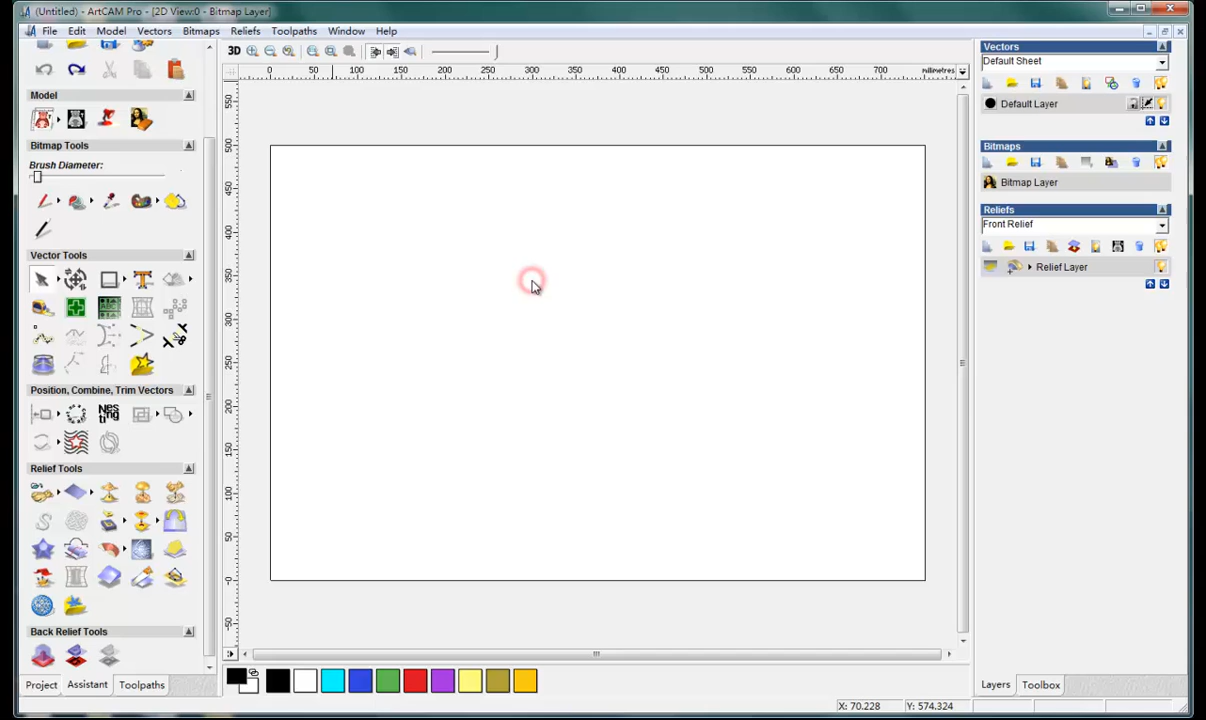 (Untitled) - ArtCAM Pro - [2D View:0 - Bitmap Layer]
File Edit Model Vectors Bitmaps Reliefs Toolpaths Window Help
3D
0 50 100 150 200 250 300 350 400 450 500 550 600 650 700 millimetres
550
500
450
400
350
300
250
200
150
100
50
0
-50
Model
Bitmap Tools
Brush Diameter:
Vector Tools
Position, Combine, Trim Vectors
Nes
ting
Relief Tools
Back Relief Tools
Project Assistant Toolpaths
Vectors
Default Sheet
Default Layer
Bitmaps
Bitmap Layer
Reliefs
Front Relief
Relief Layer
Layers Toolbox
X: 70.228 Y: 574.324